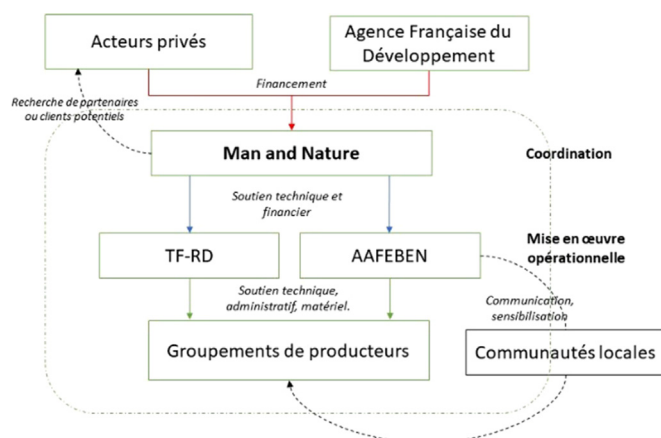 Acteurs privés
Agence Française du
Développement
Financement
Recherche de partenaires
ou clients potentiels
Man and Nature
Coordination
Soutien technique et
financier
TF-RD
AAFEBEN
Mise en œuvre
opérationnelle
Soutien technique,
administratif, matériel.
Communication,
sensibilisation
Groupements de producteurs
Communautés locales